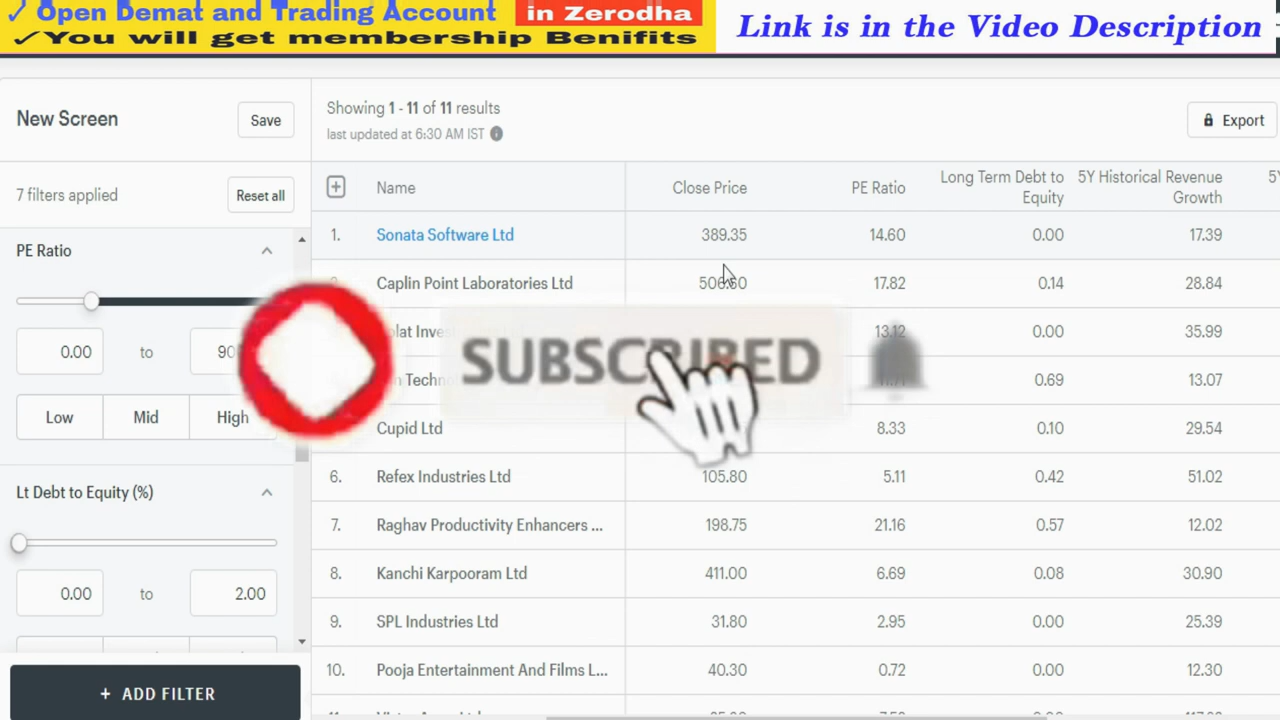 ✓ Open Demat and Trading Account in Zerodha
✓You will get membership Benifits
Link is in the Video Description
New Screen
Save
Showing 1 - 11 of 11 results
last updated at 6:30 AM IST
Export
7 filters applied
Reset all
Name Close Price PE Ratio Long Term Debt to Equity 5Y Historical Revenue Growth 5Y
PE Ratio
0.00 to
Low Mid High
Lt Debt to Equity (%)
0.00 to 2.00
+ ADD FILTER
1. Sonata Software Ltd 389.35 14.60 0.00 17.39
Caplin Point Laboratories Ltd 17.82 0.14 28.84
13.12 0.00 35.99
0.69 13.07
Cupid Ltd 8.33 0.10 29.54
6. Refex Industries Ltd 105.80 5.11 0.42 51.02
7. Raghav Productivity Enhancers ... 198.75 21.16 0.57 12.02
8. Kanchi Karpooram Ltd 411.00 6.69 0.08 30.90
9. SPL Industries Ltd 31.80 2.95 0.00 25.39
10. Pooja Entertainment And Films L... 40.30 0.72 0.00 12.30
SUBSCRIBED